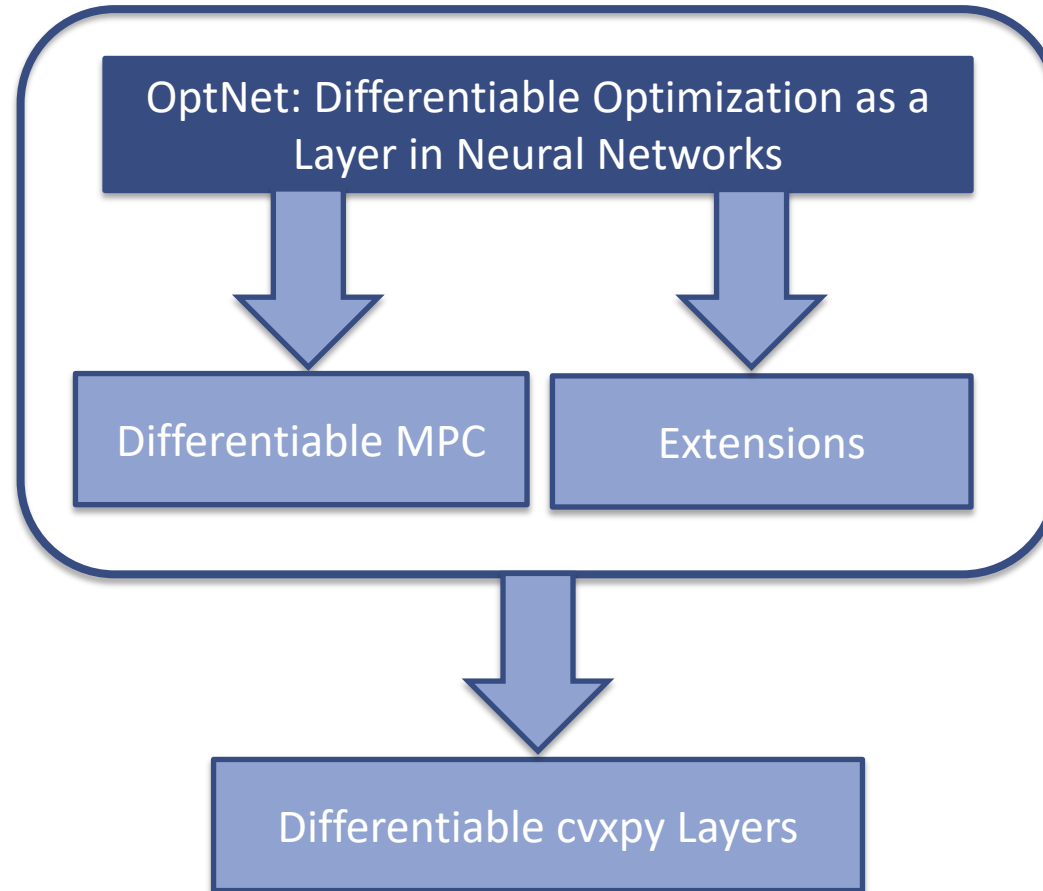 OptNet: Differentiable Optimization as a
Layer in Neural Networks
Differentiable MPC
Extensions
Differentiable cvxpy Layers